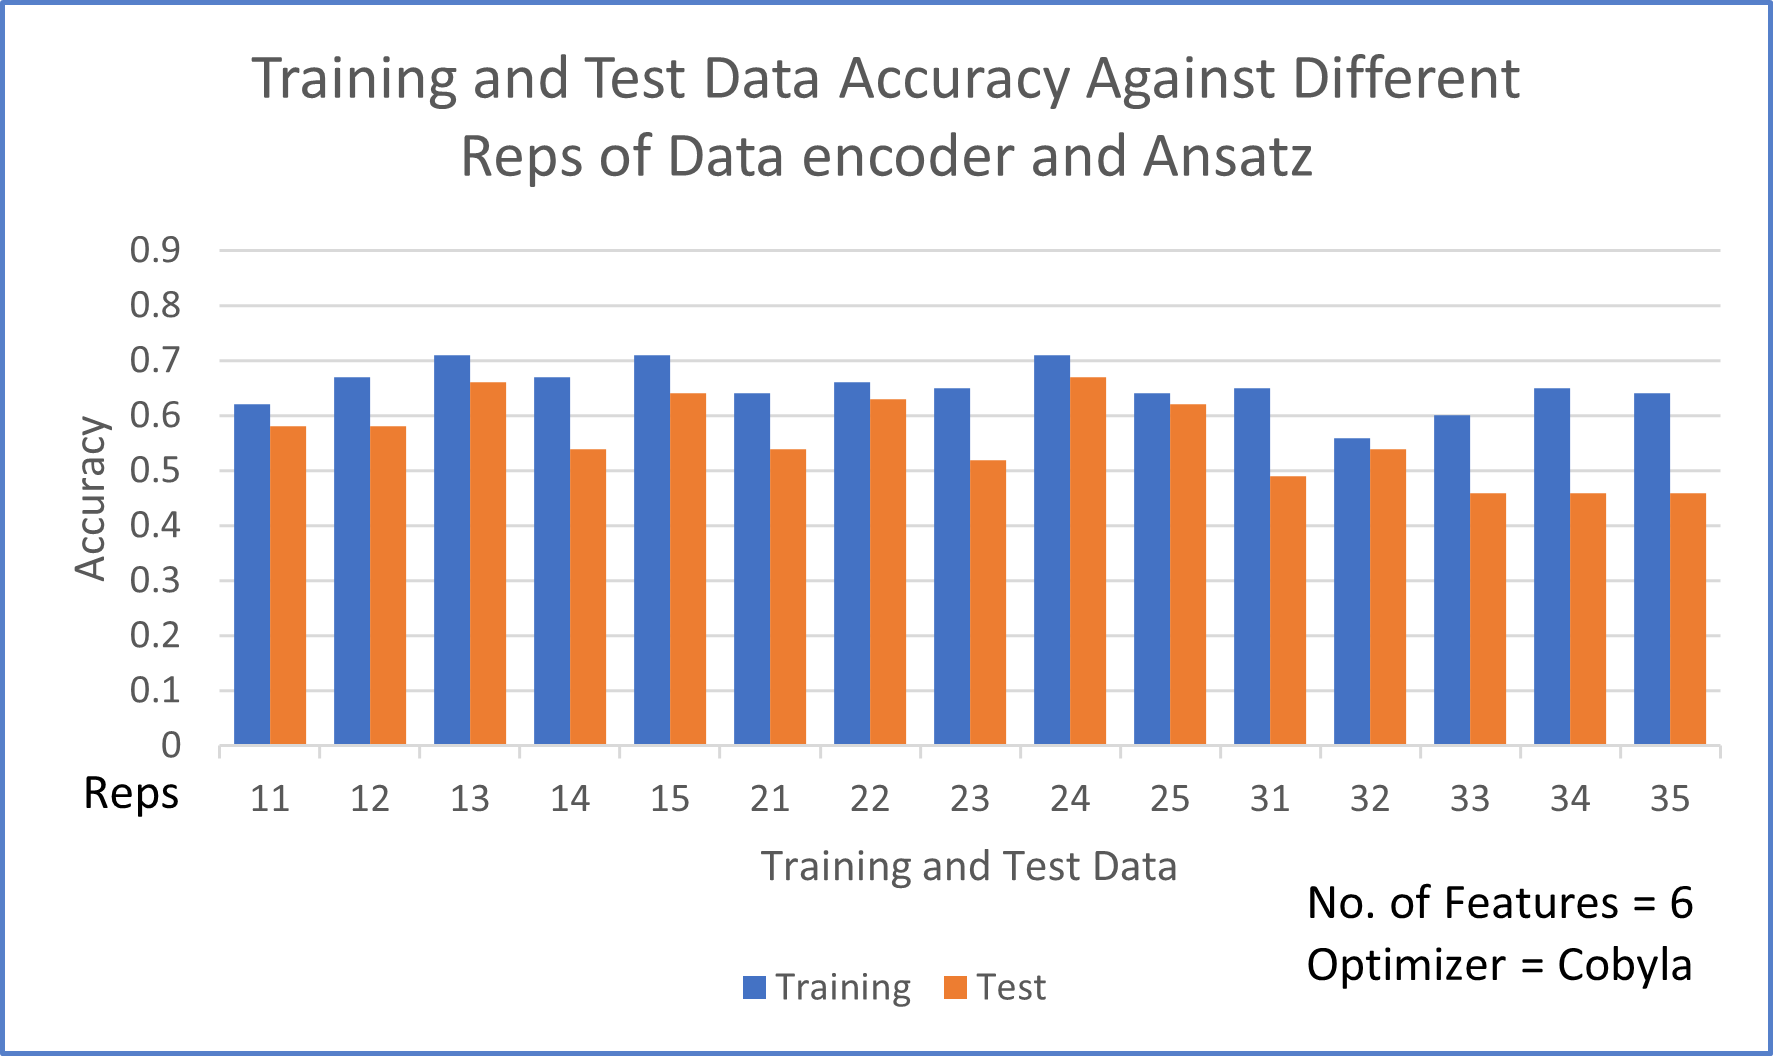 Training and Test Data Accuracy Against Different
Reps of Data encoder and Ansatz
0.9
0.8
0.7
0.6
0.5
0.4
0.3
0.2
0.1
0
Accuracy
Reps 11 12 13 14 15 21 22 23 24 25 31 32 33 34 35
Training and Test Data
No. of Features = 6
Optimizer = Cobyla
Training Test